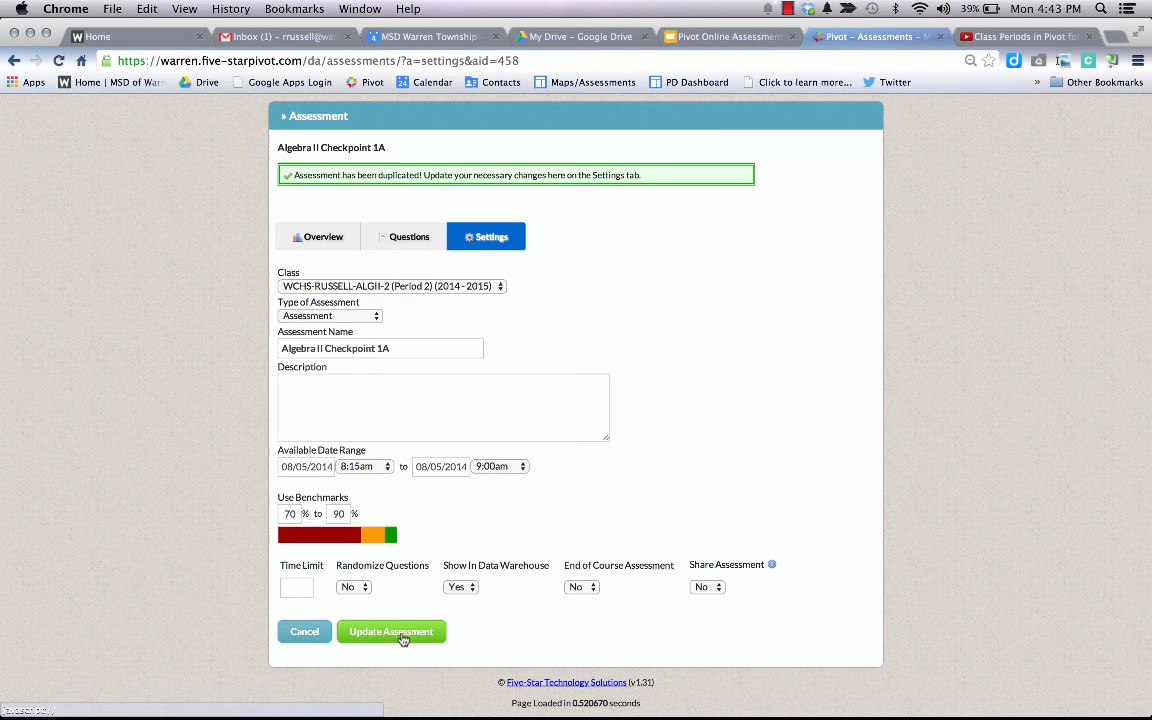 Chrome File Edit View History Bookmarks Window Help 39% Mon 4:43 PM
Home Inbox (1) – rrussell@war MSD Warren Township – My Drive – Google Drive Pivot Online Assessment Pivot – Assessments – M Class Periods in Pivot for
https://warren.five-starpivot.com/da/assessments/?a=settings&aid=458
Apps Home | MSD of Warr Drive Google Apps Login Pivot Calendar Contacts Maps/Assessments PD Dashboard Click to learn more... Twitter » Other Bookmarks
» Assessment
Algebra II Checkpoint 1A
Assessment has been duplicated! Update your necessary changes here on the Settings tab.
Overview Questions Settings
Class
WCHS-RUSSELL-ALGII-2 (Period 2) (2014 - 2015)
Type of Assessment
Assessment
Assessment Name
Algebra II Checkpoint 1A
Description
Available Date Range
08/05/2014 8:15am to 08/05/2014 9:00am
Use Benchmarks
70 % to 90 %
Time Limit Randomize Questions Show In Data Warehouse End of Course Assessment Share Assessment
No Yes No No
Cancel Update Assessment
© Five-Star Technology Solutions (v1.31)
Page Loaded in 0.520670 seconds